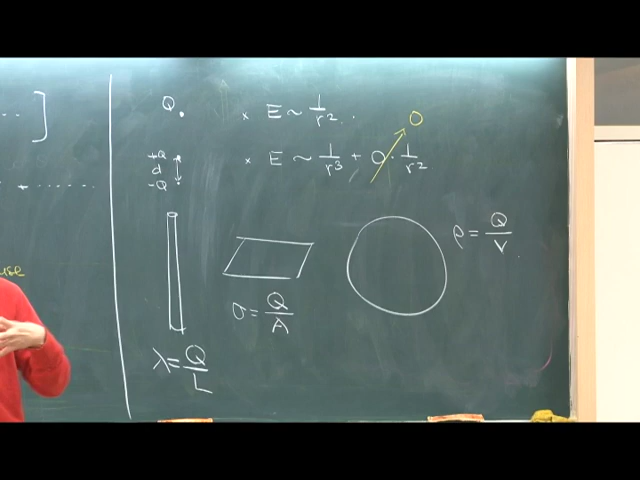 ... ]
Q. × E ~ 1/r² ..
0
+Q
d
-Q × E ~ 1/r³ + 0 · 1/r²
+ ......
ρ = Q/V
σ = Q/A
λ = Q/L